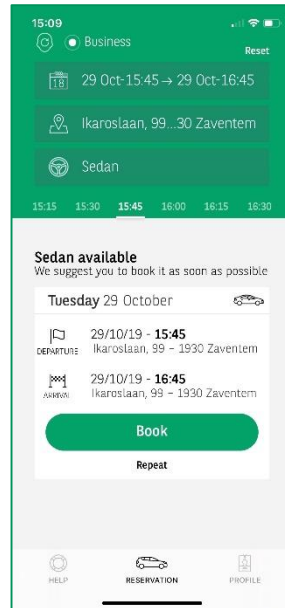 15:09
Business
Reset
18
29 Oct-15:45 → 29 Oct-16:45
Ikaroslaan, 99...30 Zaventem
Sedan
15:15 15:30 15:45 16:00 16:15 16:30
Sedan available
We suggest you to book it as soon as possible
Tuesday 29 October
29/10/19 - 15:45
DEPARTURE Ikaroslaan, 99 - 1930 Zaventem
29/10/19 - 16:45
ARRIVAL Ikaroslaan, 99 - 1930 Zaventem
Book
Repeat
HELP RESERVATION PROFILE